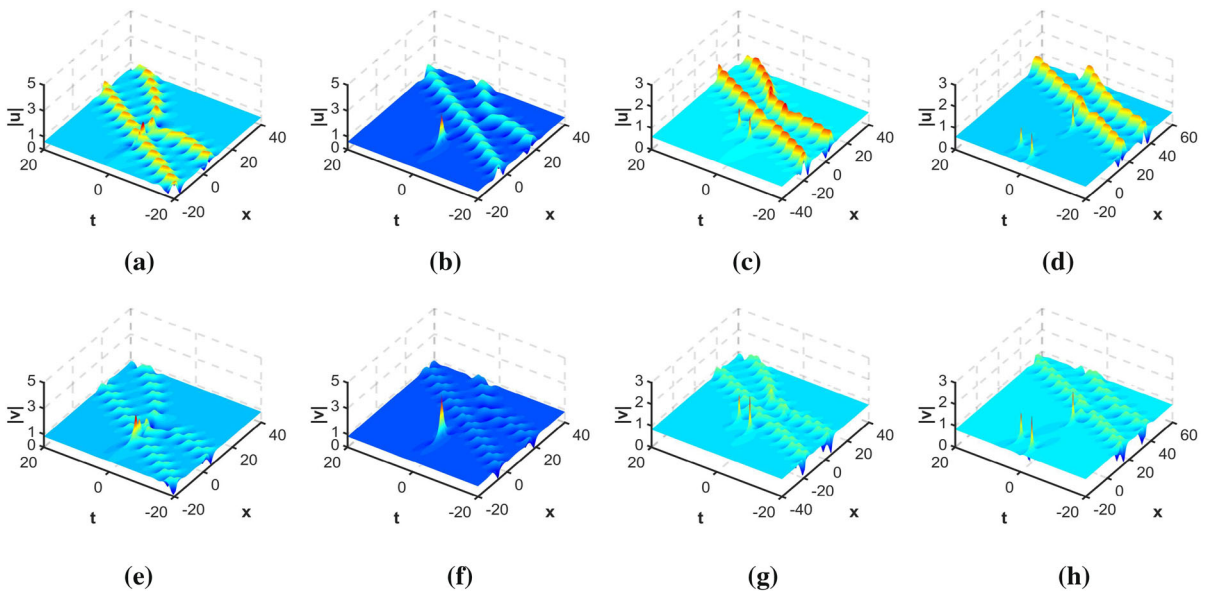 |u| 5 3 1 0 20 0 -20 t -20 0 20 40 x
(a)
|u| 5 3 1 0 20 0 -20 t -20 0 20 40 x
(b)
|u| 3 2 1 0 20 0 -20 t -40 -20 0 20 40 x
(c)
|u| 3 2 1 0 20 0 -20 t -20 0 20 40 60 x
(d)
|v| 5 3 1 0 20 0 -20 t -20 0 20 40 x
(e)
|v| 5 3 1 0 20 0 -20 t -20 0 20 40 x
(f)
|v| 3 2 1 0 20 0 -20 t -40 -20 0 20 40 x
(g)
|v| 3 2 1 0 20 0 -20 t -20 0 20 40 60 x
(h)